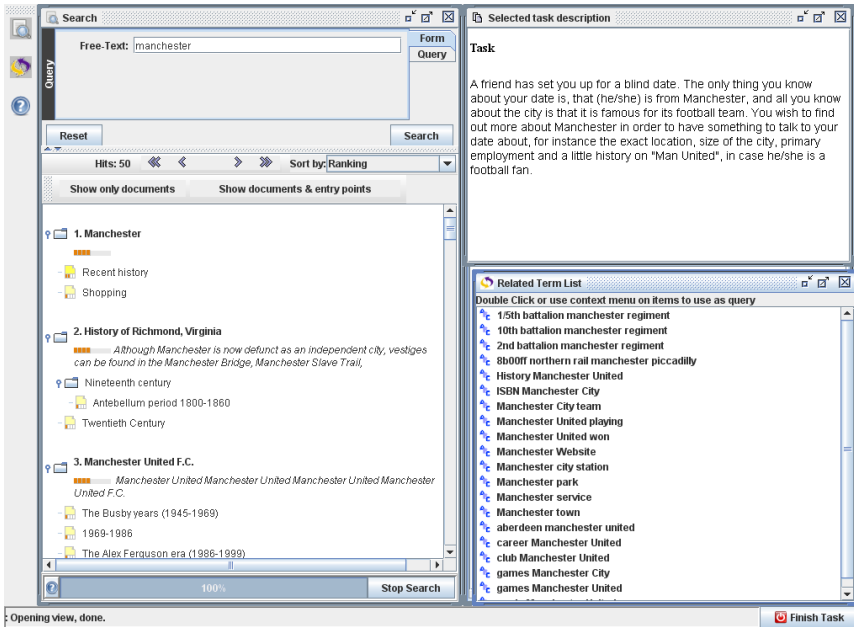 Search
Free-Text: manchester
Form
Query
Query
Reset
Search
Hits: 50
Sort by: Ranking
Show only documents
Show documents & entry points
1. Manchester
Recent history
Shopping
2. History of Richmond, Virginia
Although Manchester is now defunct as an independent city, vestiges
can be found in the Manchester Bridge, Manchester Slave Trail,
Nineteenth century
Antebellum period 1800-1860
Twentieth Century
3. Manchester United F.C.
Manchester United Manchester United Manchester United Manchester
United F.C.
The Busby years (1945-1969)
1969-1986
The Alex Ferguson era (1986-1999)
100%
Stop Search
Selected task description
Task
A friend has set you up for a blind date. The only thing you know
about your date is, that (he/she) is from Manchester, and all you know
about the city is that it is famous for its football team. You wish to find
out more about Manchester in order to have something to talk to your
date about, for instance the exact location, size of the city, primary
employment and a little history on "Man United", in case he/she is a
football fan.
Related Term List
Double Click or use context menu on items to use as query
1/5th battalion manchester regiment
10th battalion manchester regiment
2nd battalion manchester regiment
8b00ff northern rail manchester piccadilly
History Manchester United
ISBN Manchester City
Manchester City team
Manchester United playing
Manchester United won
Manchester Website
Manchester city station
Manchester park
Manchester service
Manchester town
aberdeen manchester united
career Manchester United
club Manchester United
games Manchester City
games Manchester United
: Opening view, done.
Finish Task